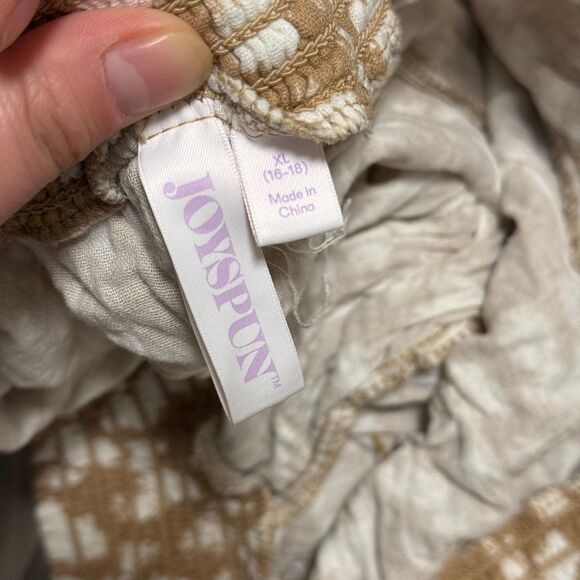 JOYSPUN™
XL
(16-18)
Made in
China